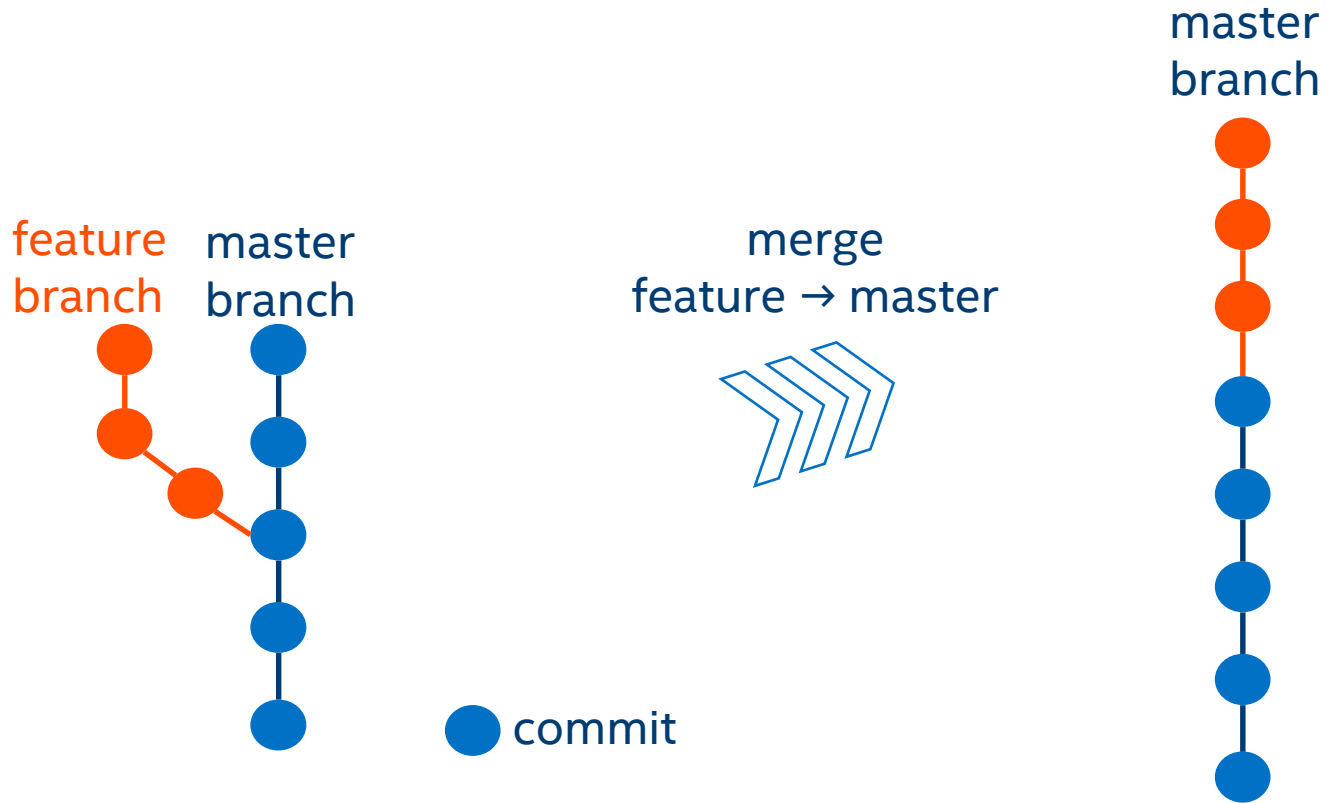 feature
branch
master
branch
merge
feature → master
master
branch
commit